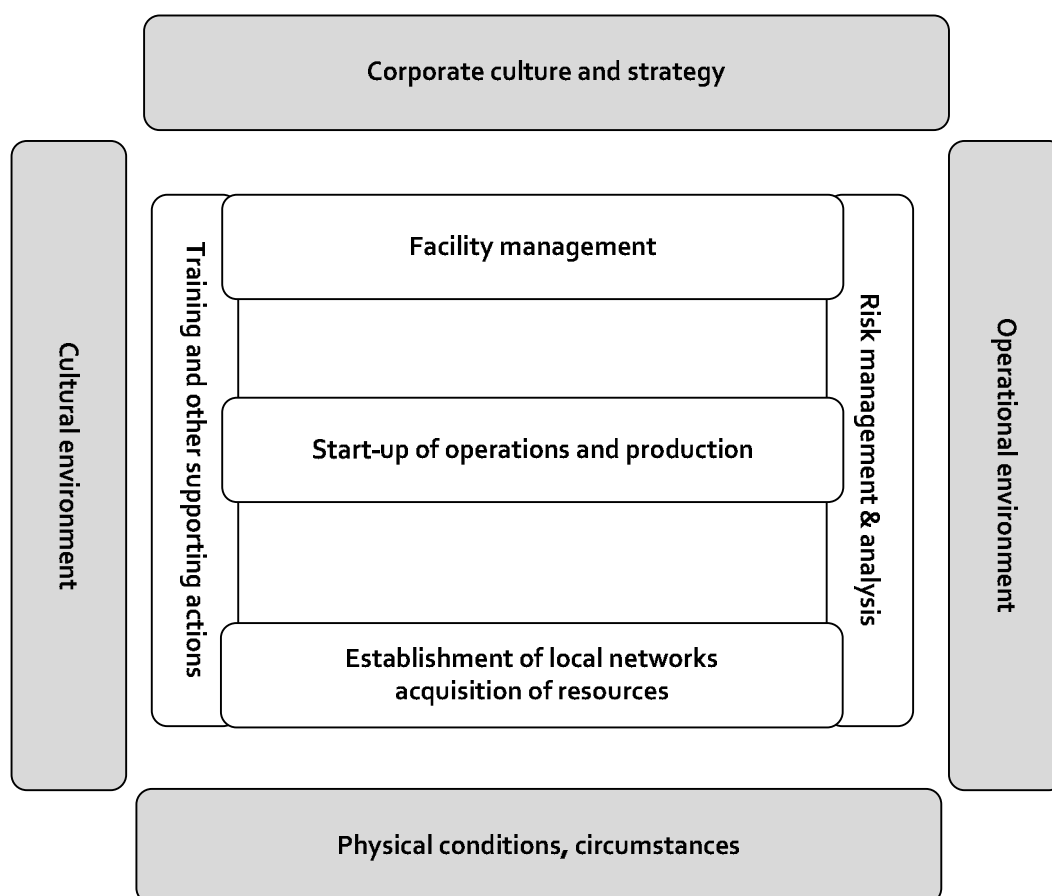 Corporate culture and strategy
Cultural environment
Training and other supporting actions
Facility management
Start-up of operations and production
Establishment of local networks
acquisition of resources
Risk management & analysis
Operational environment
Physical conditions, circumstances